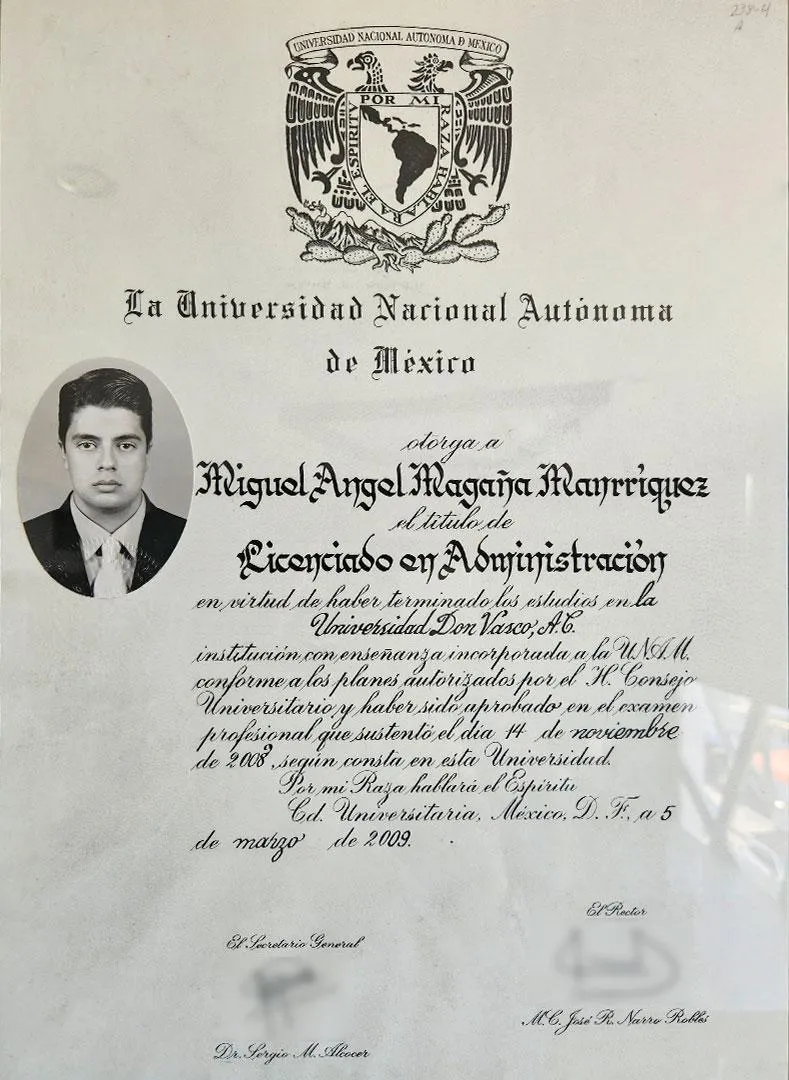 238-4
A
UNIVERSIDAD NACIONAL AUTONOMA D MEXICO
POR MI RAZA HABLARA EL ESPIRITV
La Universidad Nacional Autónoma
de México
otorga a
Miguel Angel Magaña Manrríquez
el título de
Licenciado en Administración
en virtud de haber terminado los estudios en la
Universidad Don Vasco, A.C.
institución con enseñanza incorporada a la U.N.A.M.
conforme a los planes autorizados por el H. Consejo
Universitario y haber sido aprobado en el examen
profesional que sustentó el día 14 de noviembre
de 2008, según consta en esta Universidad.
Por mi Raza hablará el Espíritu
Cd. Universitaria, México, D. F., a 5
de marzo de 2009.
El Rector
El Secretario General
M.C. José R. Narro Robles
Dr. Sergio M. Alcocer